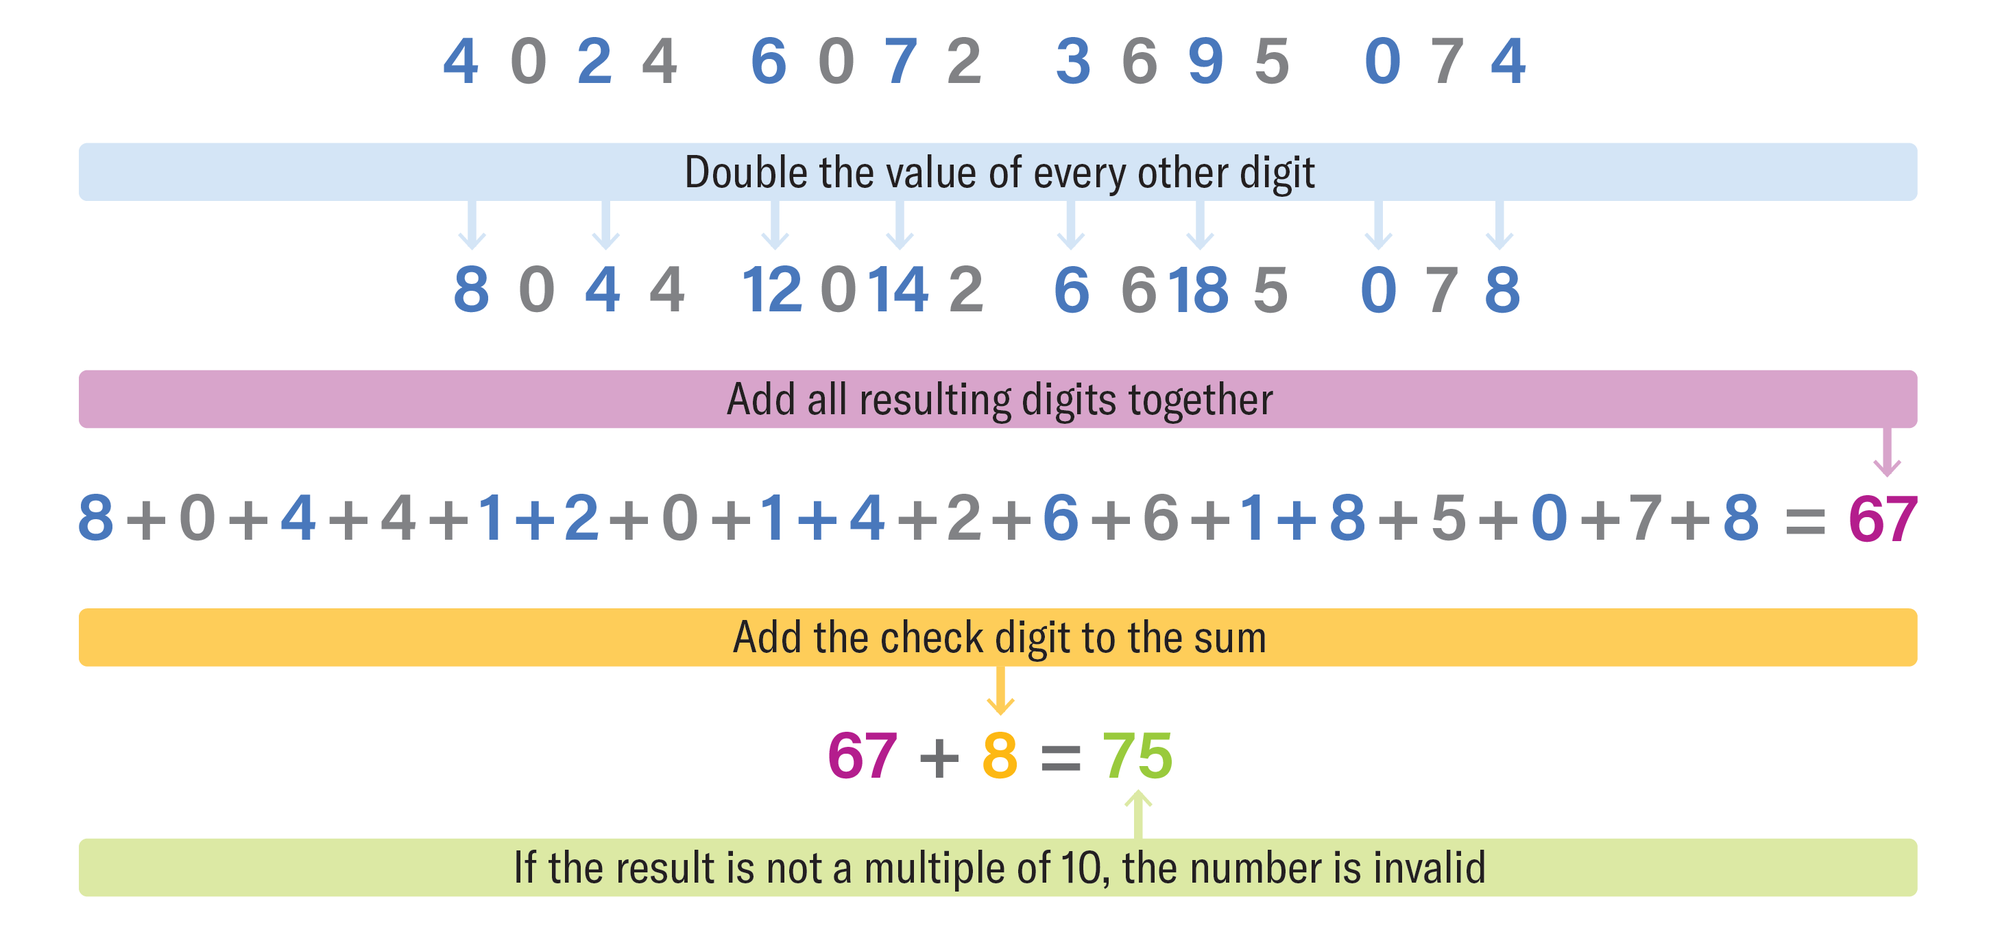 4 0 2 4 6 0 7 2 3 6 9 5 0 7 4
Double the value of every other digit
8 0 4 4 12 0 14 2 6 6 18 5 0 7 8
Add all resulting digits together
8+0+4+4+1+2+0+1+4+2+6+6+1+8+5+0+7+8 = 67
Add the check digit to the sum
67 + 8 = 75
If the result is not a multiple of 10, the number is invalid